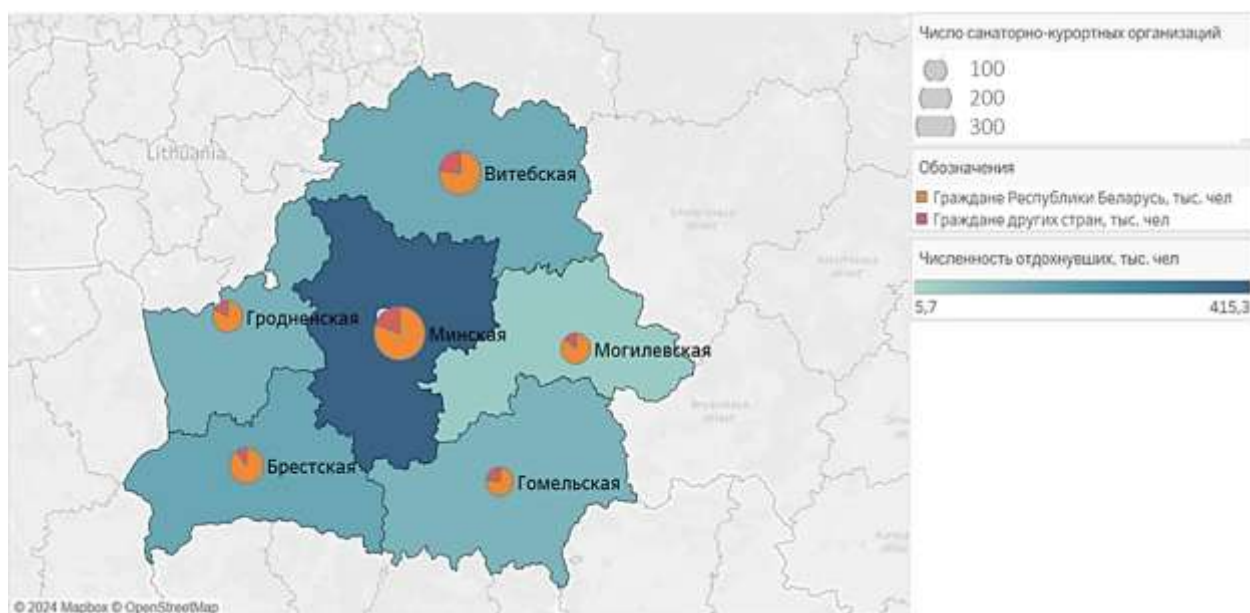 Lithuania
Витебская
Гродненская
Минская
Могилевская
Брестская
Гомельская
© 2024 Mapbox © OpenStreetMap
Число санаторно-курортных организаций
100
200
300
Обозначения
Граждане Республики Беларусь, тыс. чел
Граждане других стран, тыс. чел
Численность отдохнувших, тыс. чел
5,7 415,3